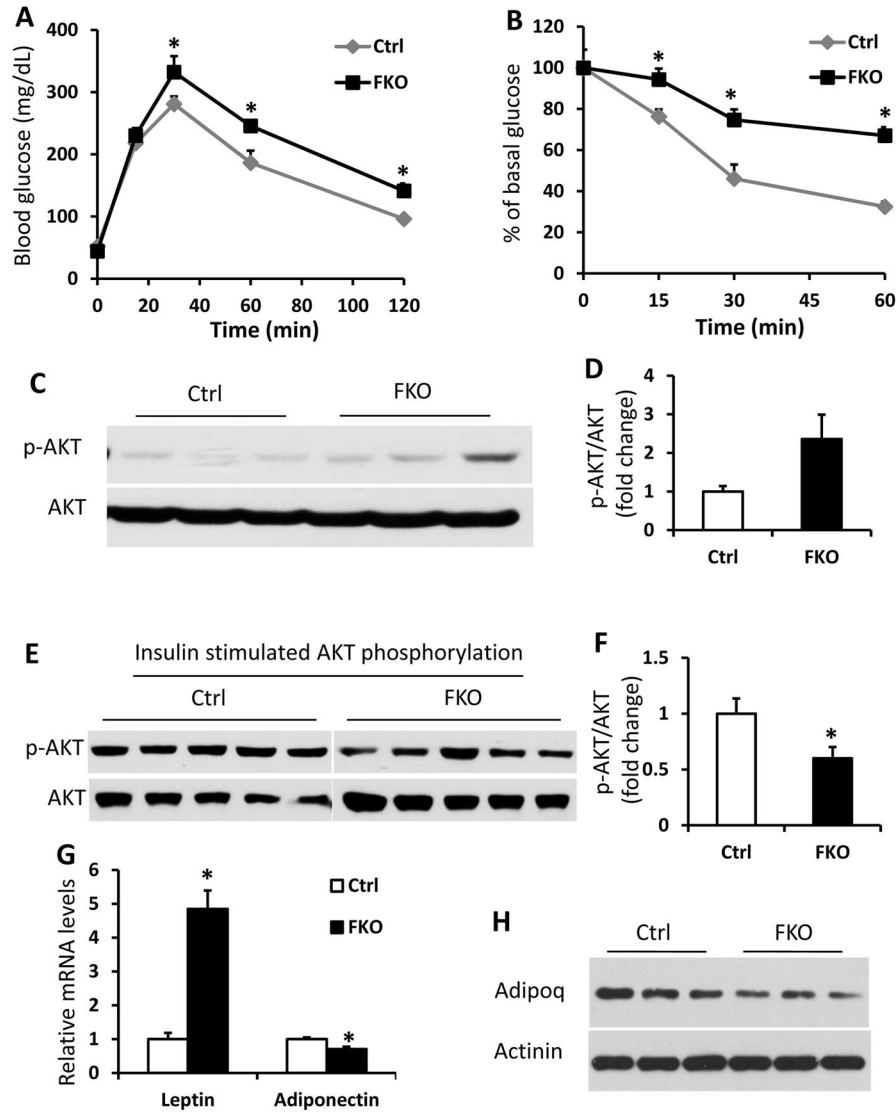 A
Blood glucose (mg/dL)
400
300
200
100
0
*
*
*
Ctrl
FKO
0 20 40 60 80 100 120
Time (min)
B
% of basal glucose
120
100
80
60
40
20
0
*
*
*
Ctrl
FKO
0 15 30 45 60
Time (min)
C
Ctrl FKO
p-AKT
AKT
D
p-AKT/AKT
(fold change)
4
3
2
1
0
Ctrl FKO
E
Insulin stimulated AKT phosphorylation
Ctrl FKO
p-AKT
AKT
F
p-AKT/AKT
(fold change)
1.5
1
0.5
0
*
Ctrl FKO
G
Relative mRNA levels
6
5
4
3
2
1
0
*
*
Ctrl
FKO
Leptin Adiponectin
H
Ctrl FKO
Adipoq
Actinin